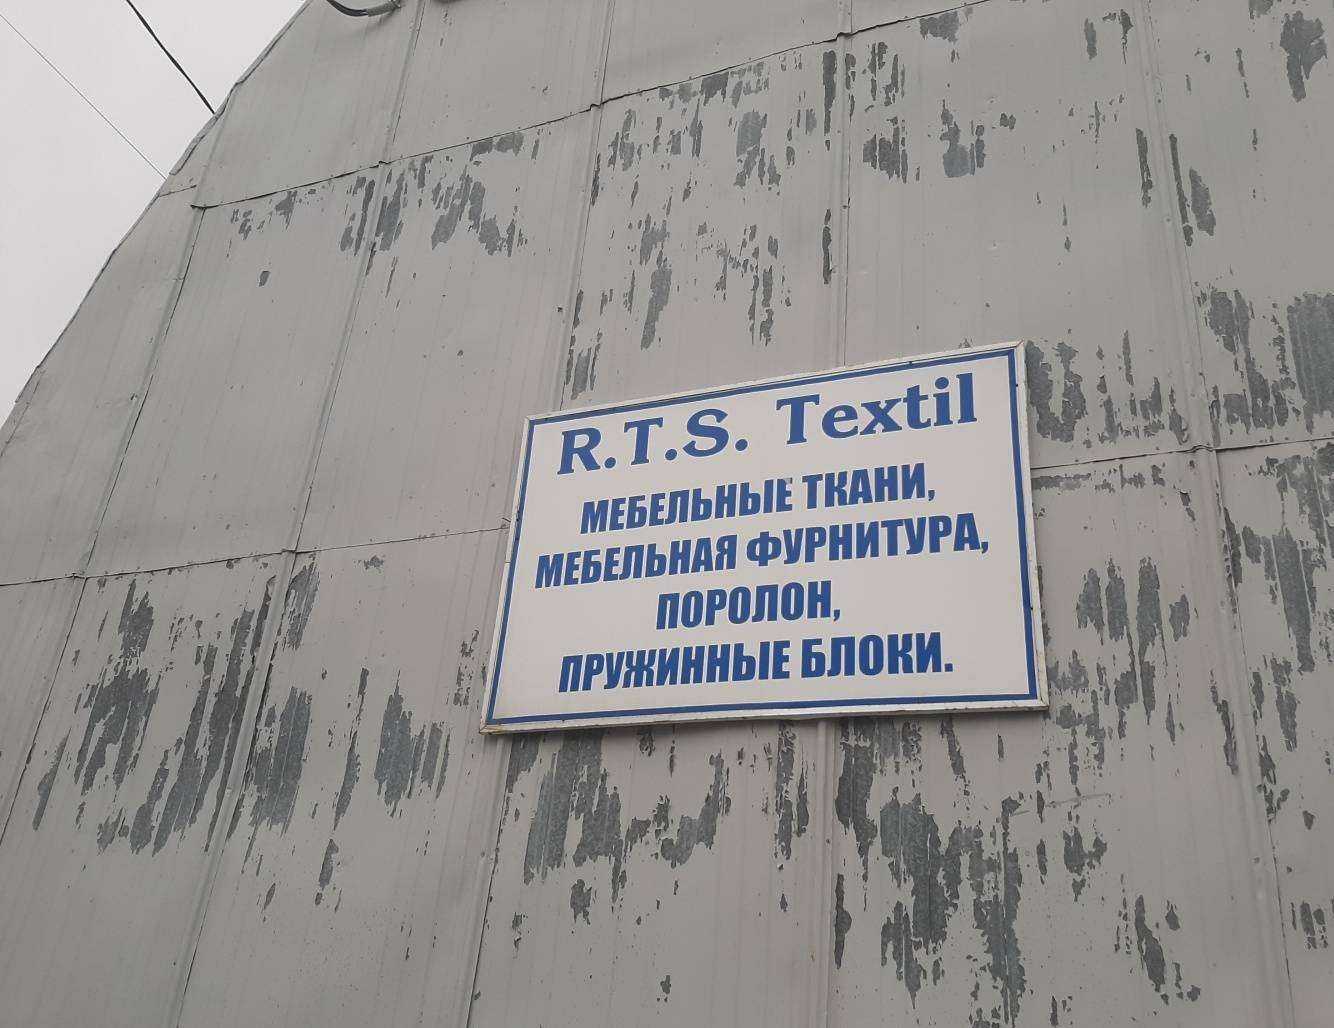 R.T.S. Textil
МЕБЕЛЬНЫЕ ТКАНИ,
МЕБЕЛЬНАЯ ФУРНИТУРА,
ПОРОЛОН,
ПРУЖИННЫЕ БЛОКИ.